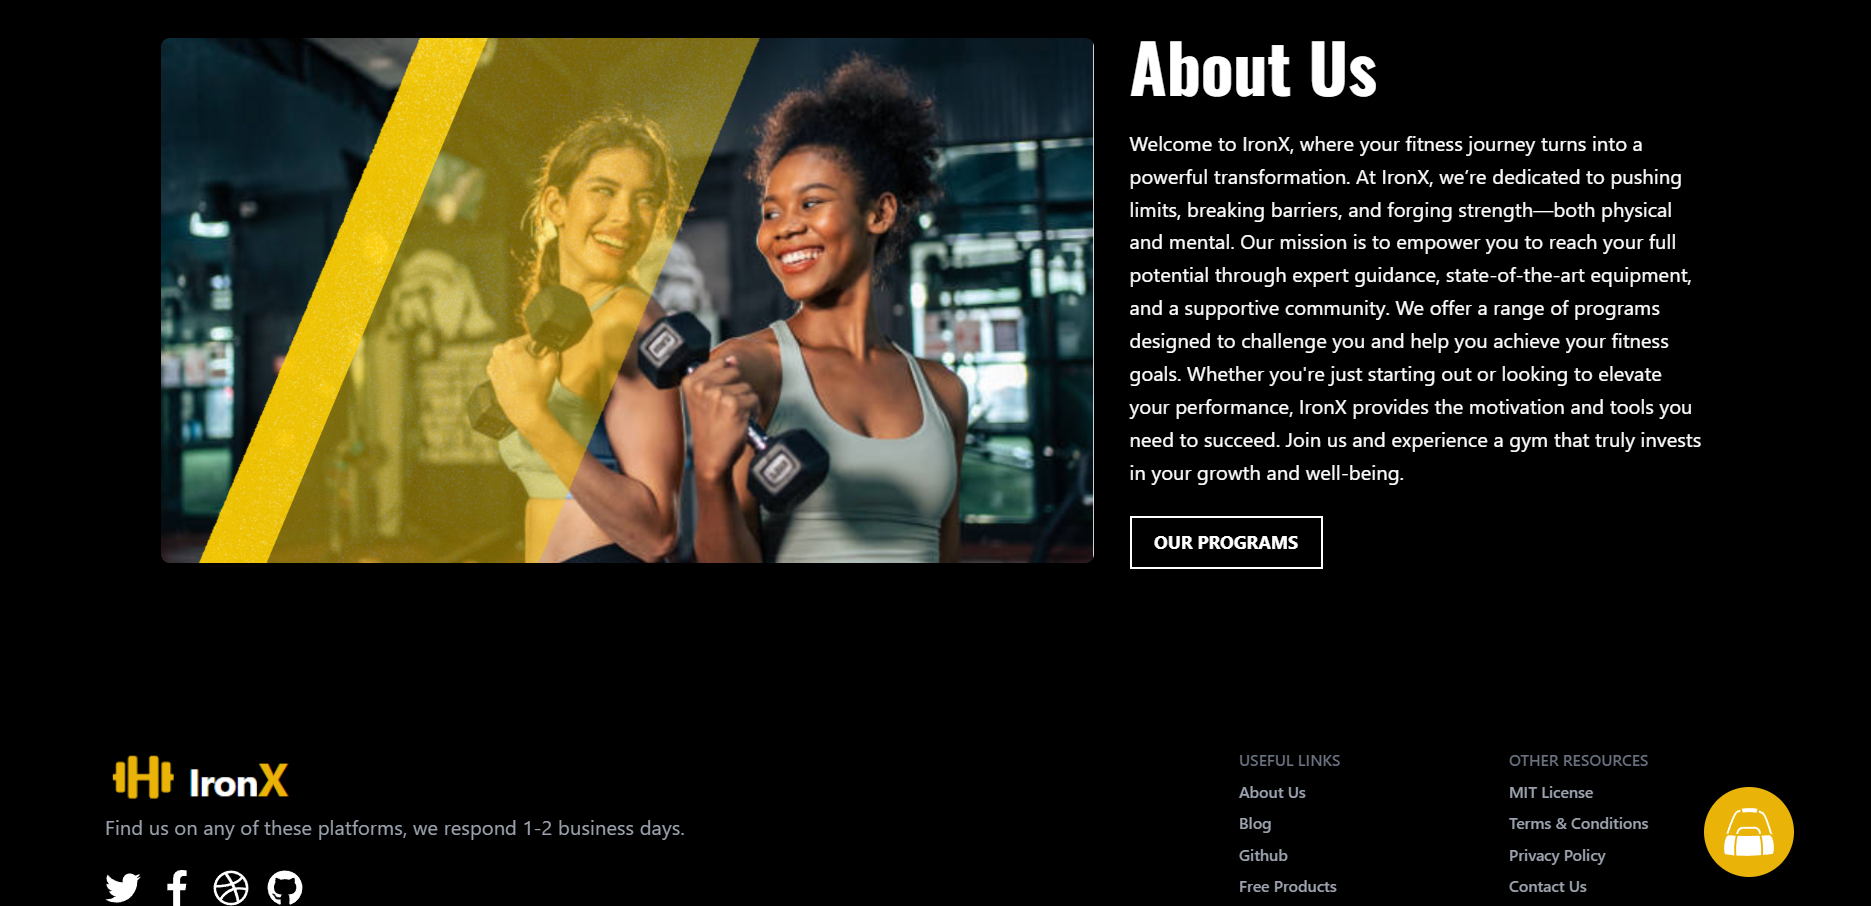 About Us
Welcome to IronX, where your fitness journey turns into a
powerful transformation. At IronX, we’re dedicated to pushing
limits, breaking barriers, and forging strength—both physical
and mental. Our mission is to empower you to reach your full
potential through expert guidance, state-of-the-art equipment,
and a supportive community. We offer a range of programs
designed to challenge you and help you achieve your fitness
goals. Whether you're just starting out or looking to elevate
your performance, IronX provides the motivation and tools you
need to succeed. Join us and experience a gym that truly invests
in your growth and well-being.
OUR PROGRAMS
IronX
Find us on any of these platforms, we respond 1-2 business days.
USEFUL LINKS
About Us
Blog
Github
Free Products
OTHER RESOURCES
MIT License
Terms & Conditions
Privacy Policy
Contact Us